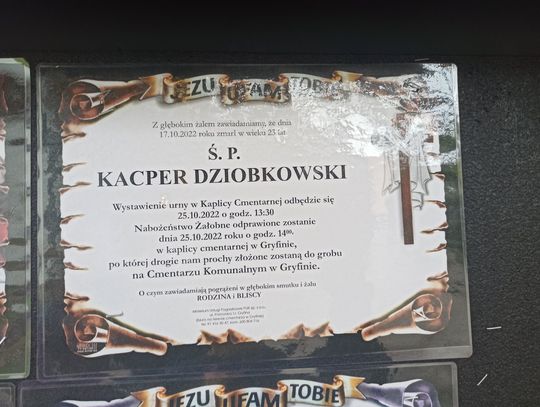 JEZU UFAM TOBIE
Z głębokim żalem zawiadamiamy, że dnia
17.10.2022 roku zmarł w wieku 23 lat
Ś. P.
KACPER DZIOBKOWSKI
Wystawienie urny w Kaplicy Cmentarnej odbędzie się
25.10.2022 o godz. 13:30
Nabożeństwo Żałobne odprawione zostanie
dnia 25.10.2022 roku o godz. 14⁰⁰.
w kaplicy cmentarnej w Gryfinie,
po której drogie nam prochy złożone zostaną do grobu
na Cmentarzu Komunalnym w Gryfinie.
O czym zawiadamiają pogrążeni w głębokim smutku i żalu
RODZINA i BLISCY
JEZU UFAM TOBIE